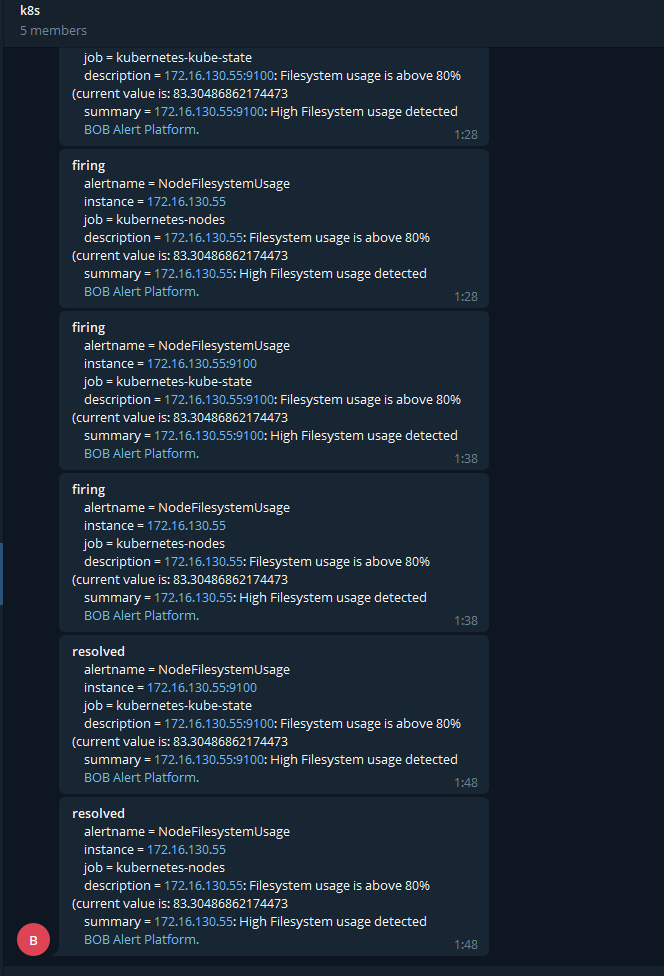 k8s
5 members
job = kubernetes-kube-state
description = 172.16.130.55:9100: Filesystem usage is above 80%
(current value is: 83.30486862174473
summary = 172.16.130.55:9100: High Filesystem usage detected
BOB Alert Platform.
1:28
firing
alertname = NodeFilesystemUsage
instance = 172.16.130.55
job = kubernetes-nodes
description = 172.16.130.55: Filesystem usage is above 80%
(current value is: 83.30486862174473
summary = 172.16.130.55: High Filesystem usage detected
BOB Alert Platform.
1:28
firing
alertname = NodeFilesystemUsage
instance = 172.16.130.55:9100
job = kubernetes-kube-state
description = 172.16.130.55:9100: Filesystem usage is above 80%
(current value is: 83.30486862174473
summary = 172.16.130.55:9100: High Filesystem usage detected
BOB Alert Platform.
1:38
firing
alertname = NodeFilesystemUsage
instance = 172.16.130.55
job = kubernetes-nodes
description = 172.16.130.55: Filesystem usage is above 80%
(current value is: 83.30486862174473
summary = 172.16.130.55: High Filesystem usage detected
BOB Alert Platform.
1:38
resolved
alertname = NodeFilesystemUsage
instance = 172.16.130.55:9100
job = kubernetes-kube-state
description = 172.16.130.55:9100: Filesystem usage is above 80%
(current value is: 83.30486862174473
summary = 172.16.130.55:9100: High Filesystem usage detected
BOB Alert Platform.
1:48
resolved
alertname = NodeFilesystemUsage
instance = 172.16.130.55
job = kubernetes-nodes
description = 172.16.130.55: Filesystem usage is above 80%
(current value is: 83.30486862174473
summary = 172.16.130.55: High Filesystem usage detected
BOB Alert Platform.
1:48
B